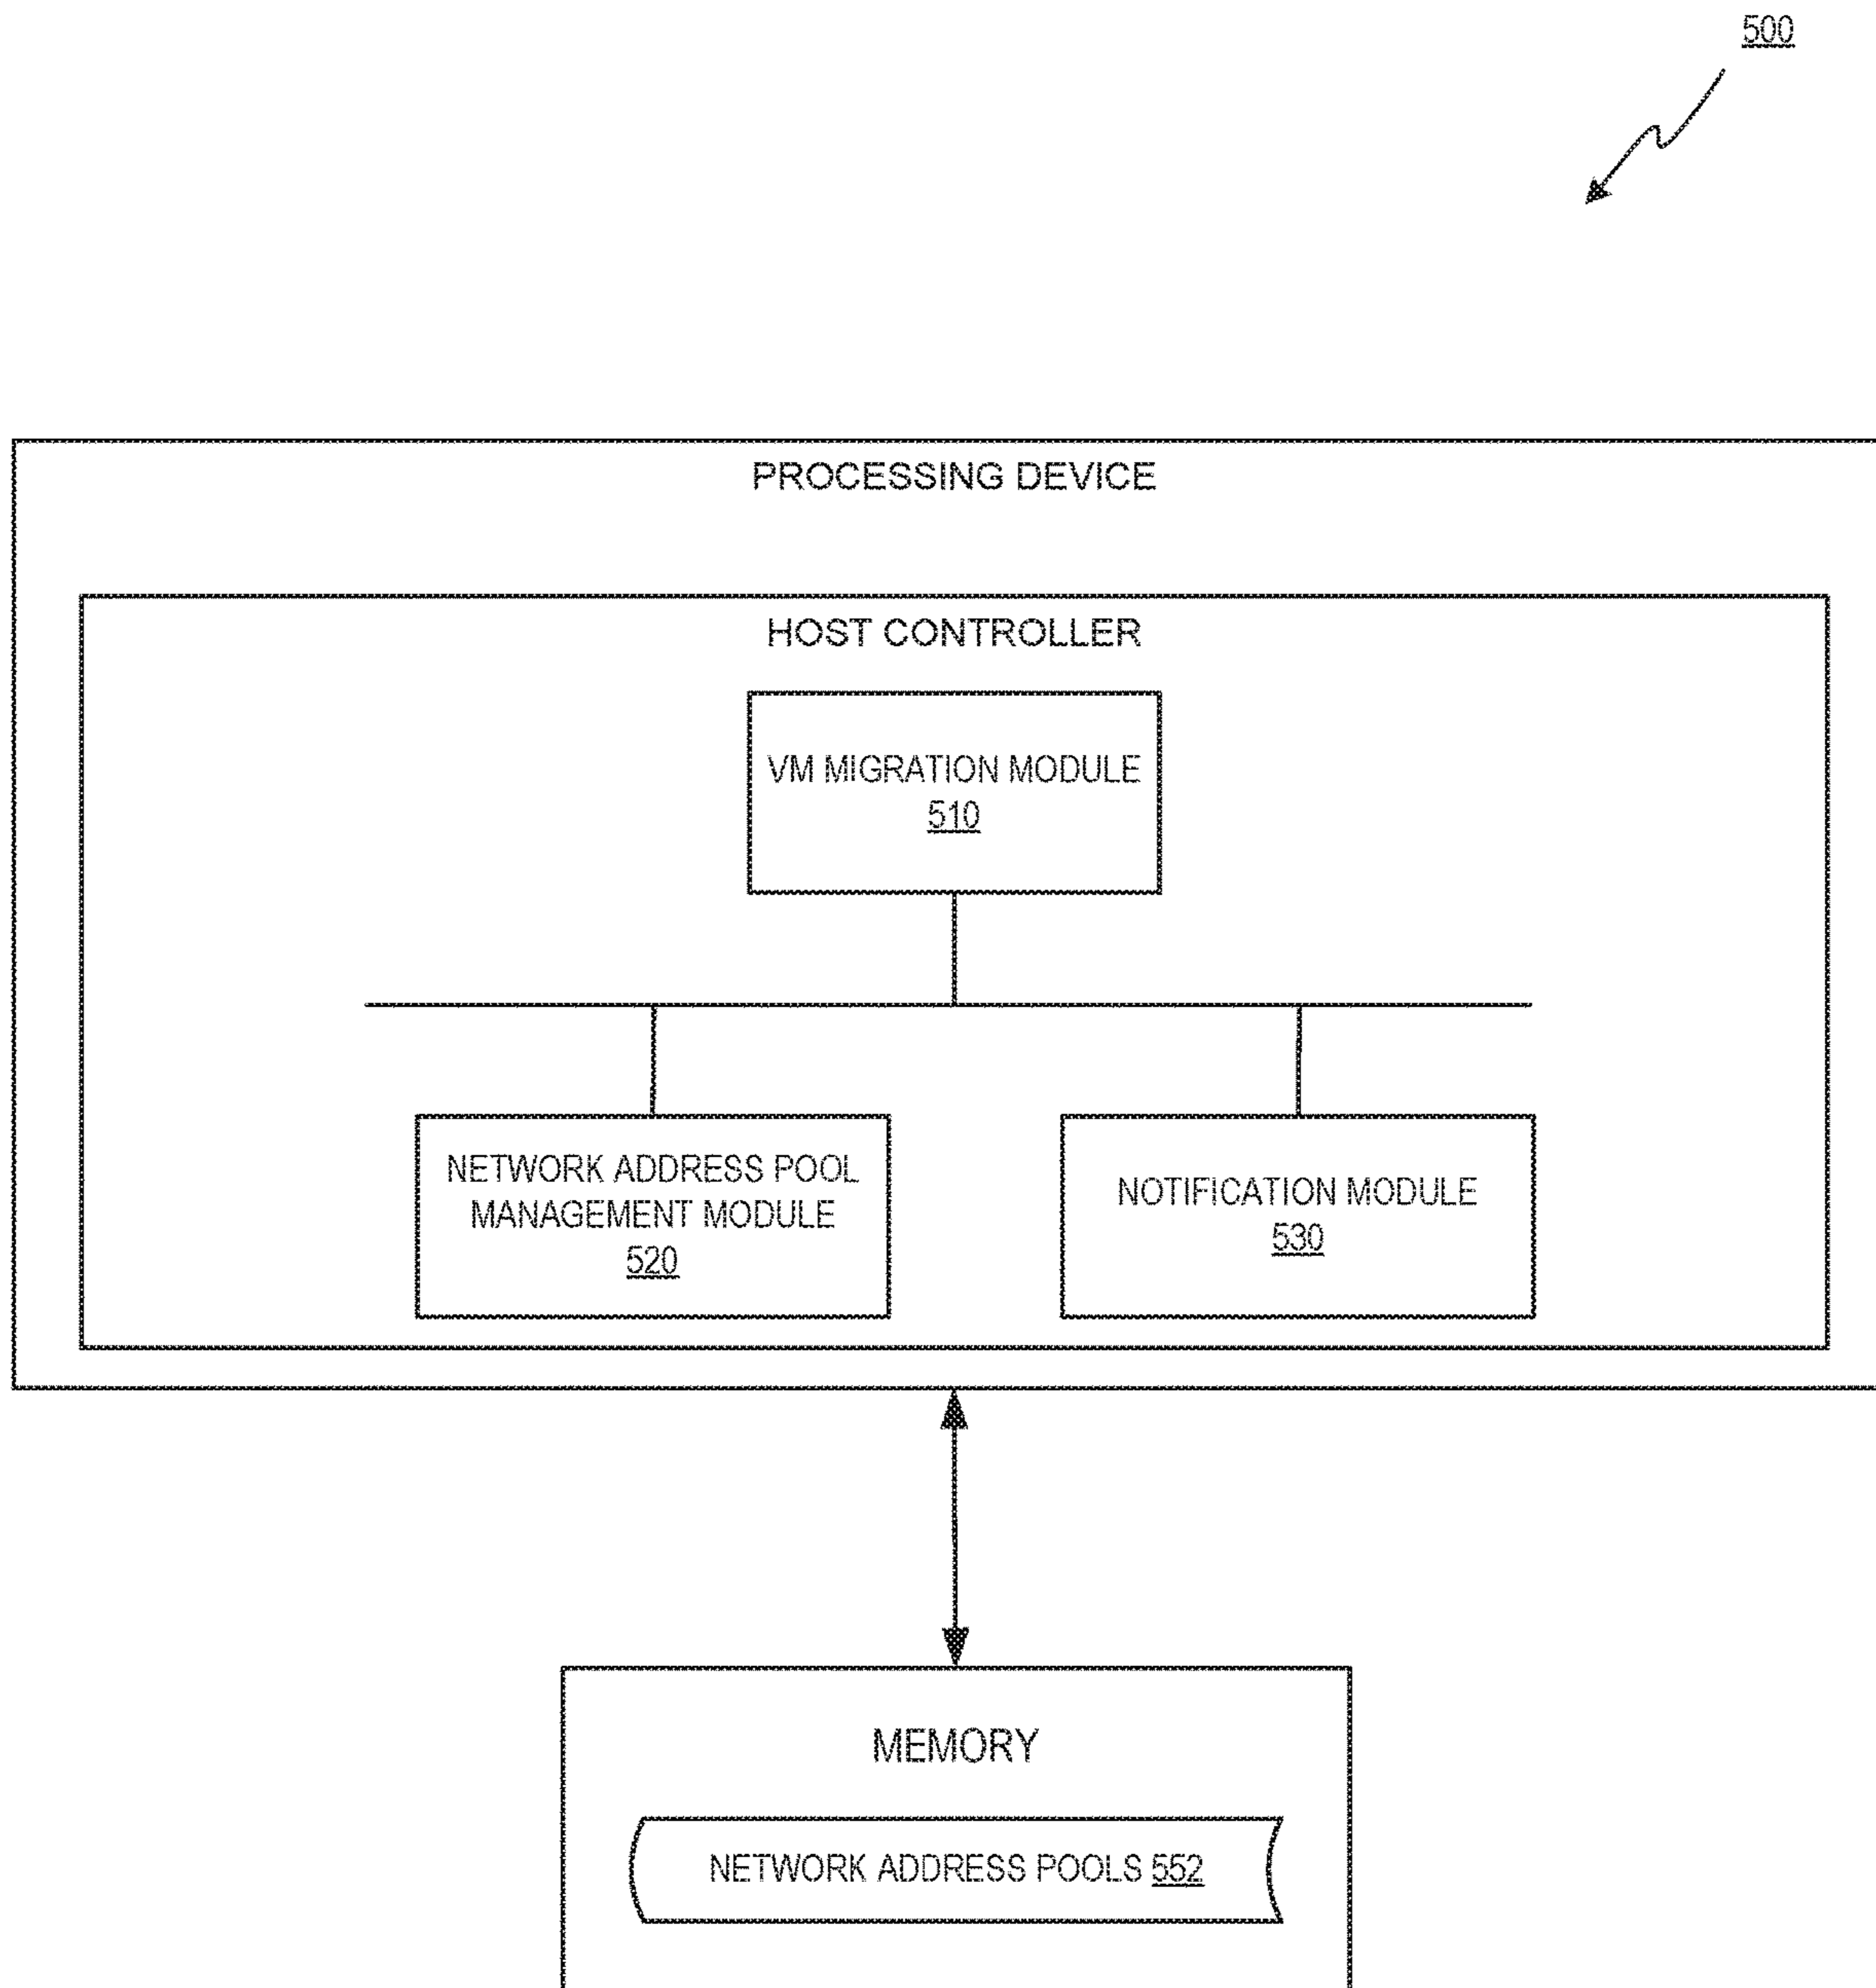 500
PROCESSING DEVICE
HOST CONTROLLER
VM MIGRATION MODULE
510
NETWORK ADDRESS POOL
MANAGEMENT MODULE
520
NOTIFICATION MODULE
530
MEMORY
NETWORK ADDRESS POOLS 552